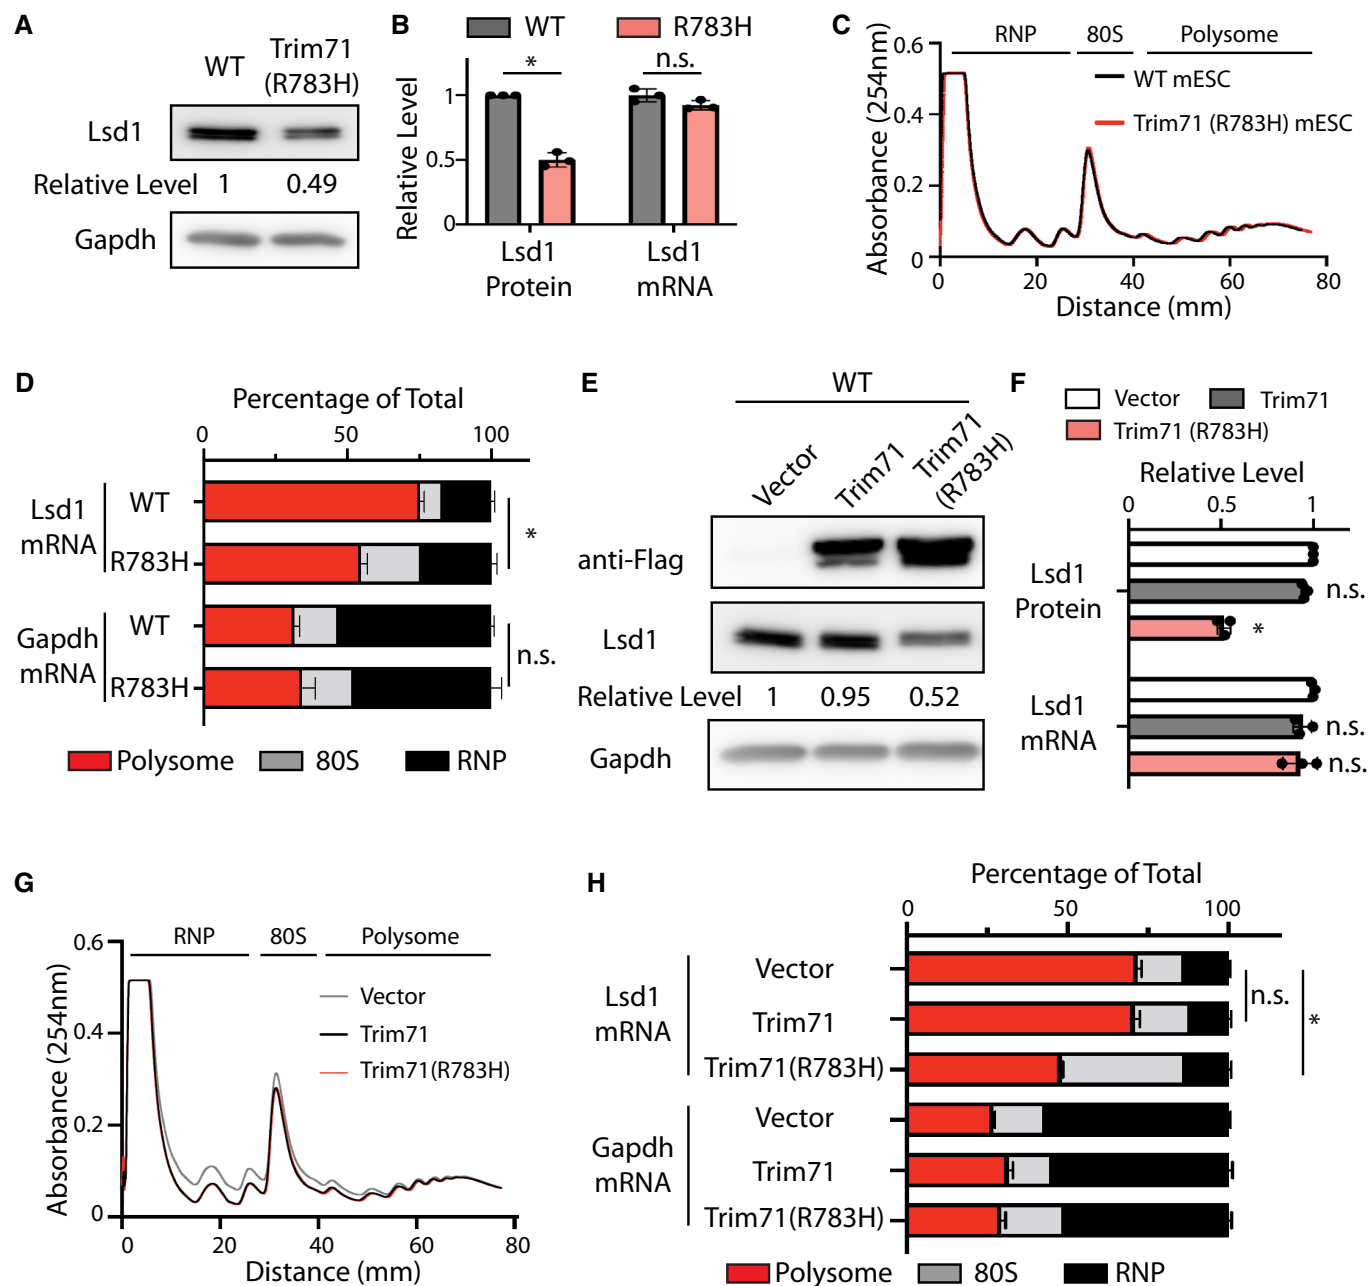 A
WT
Trim71
(R783H)
Lsd1
Relative Level 1 0.49
Gapdh
B
WT R783H
* n.s.
Relative Level
1
0.5
0
Lsd1
Protein
Lsd1
mRNA
C
RNP 80S Polysome
WT mESC
Trim71 (R783H) mESC
Absorbance (254nm)
0.6
0.4
0.2
0
0 20 40 60 80
Distance (mm)
D
Percentage of Total
0 50 100
Lsd1
mRNA
WT
R783H
*
Gapdh
mRNA
WT
R783H
n.s.
Polysome 80S RNP
E
WT
Vector
Trim71
Trim71
(R783H)
anti-Flag
Lsd1
Relative Level 1 0.95 0.52
Gapdh
F
Vector Trim71
Trim71 (R783H)
Relative Level
0 0.5 1
Lsd1
Protein
n.s.
*
Lsd1
mRNA
n.s.
n.s.
G
RNP 80S Polysome
Vector
Trim71
Trim71(R783H)
Absorbance (254nm)
0.6
0.4
0.2
0
0 20 40 60 80
Distance (mm)
H
Percentage of Total
0 50 100
Lsd1
mRNA
Vector
Trim71
Trim71(R783H)
n.s.
*
Gapdh
mRNA
Vector
Trim71
Trim71(R783H)
Polysome 80S RNP